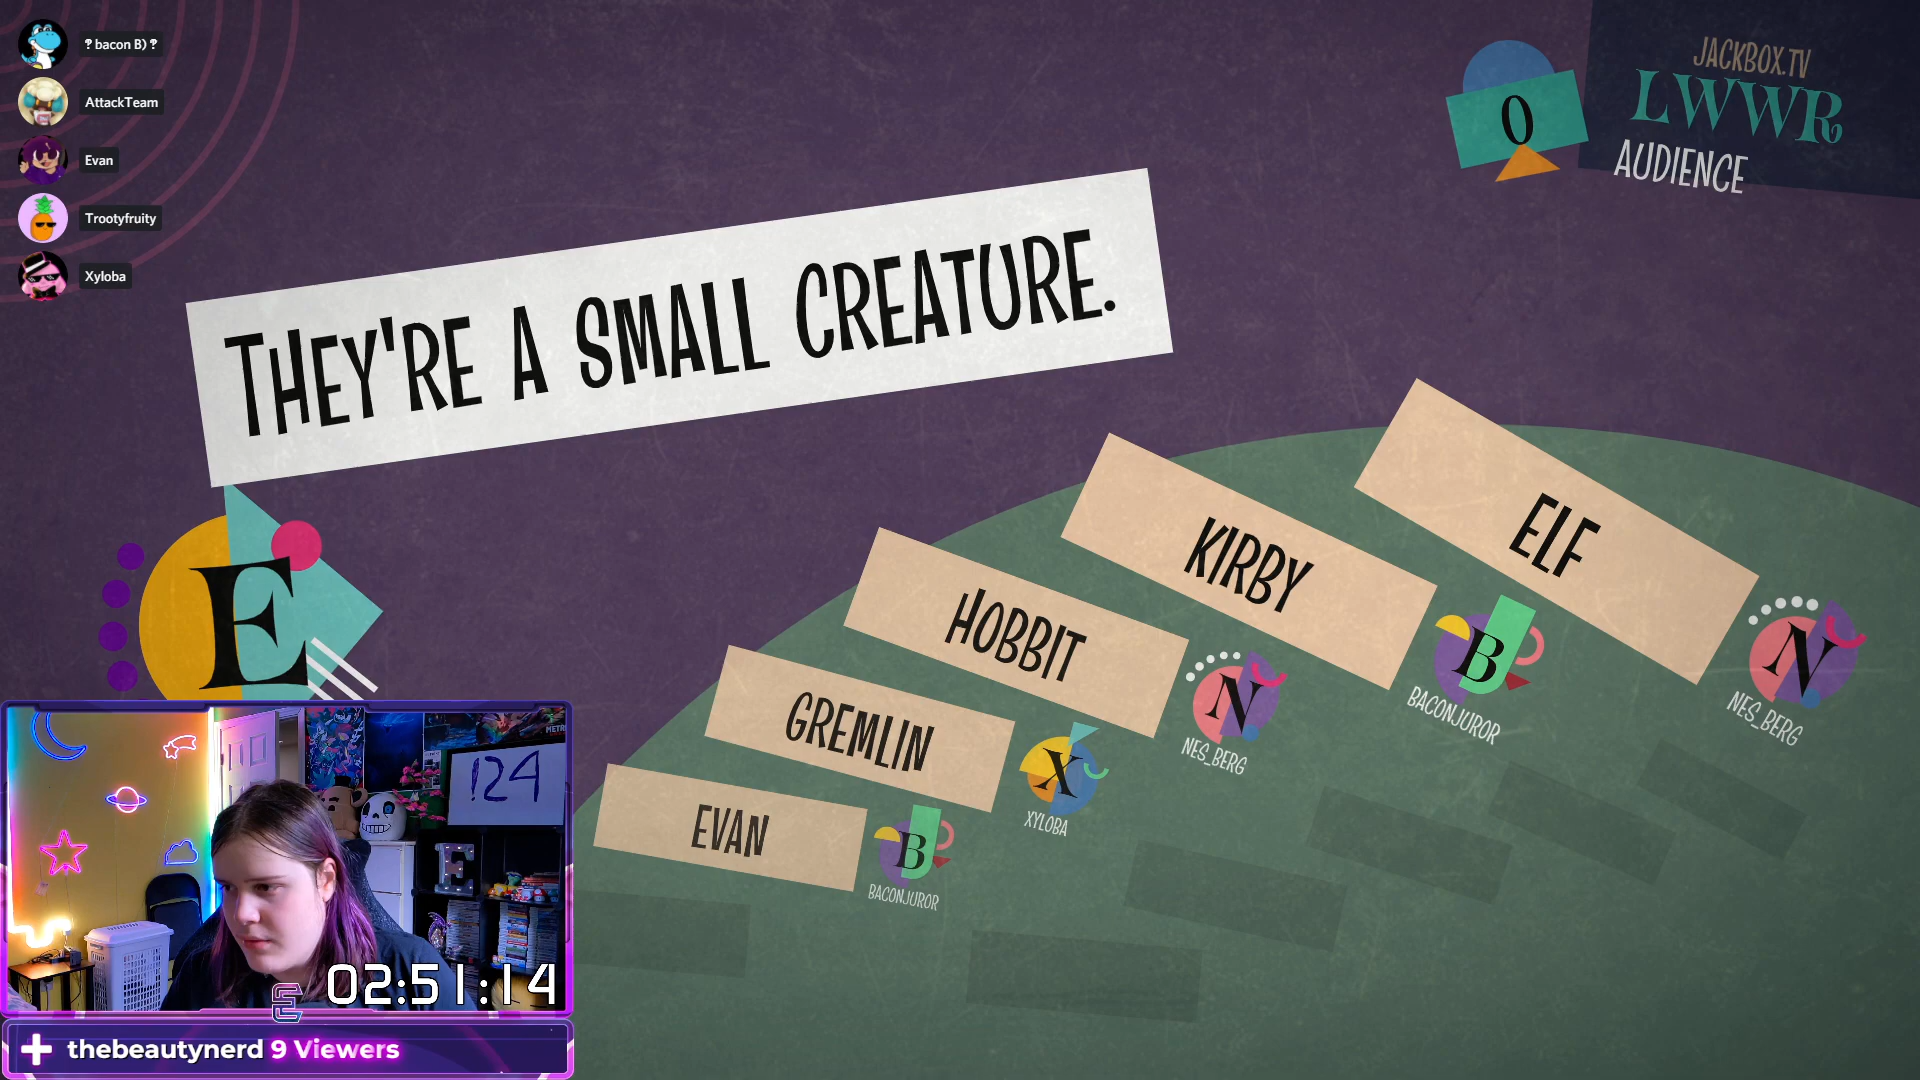 ? bacon B) ?
AttackTeam
Evan
Trootyfruity
Xyloba
JACKBOX.TV
LWWR
0
AUDIENCE
THEY'RE A SMALL CREATURE.
E
ELF
N
NES_BERG
KIRBY
B
BACONJUROR
HOBBIT
N
NES_BERG
GREMLIN
X
XYLOBA
EVAN
B
BACONJUROR
!24
E
02:51:14
E
thebeautynerd 9 Viewers